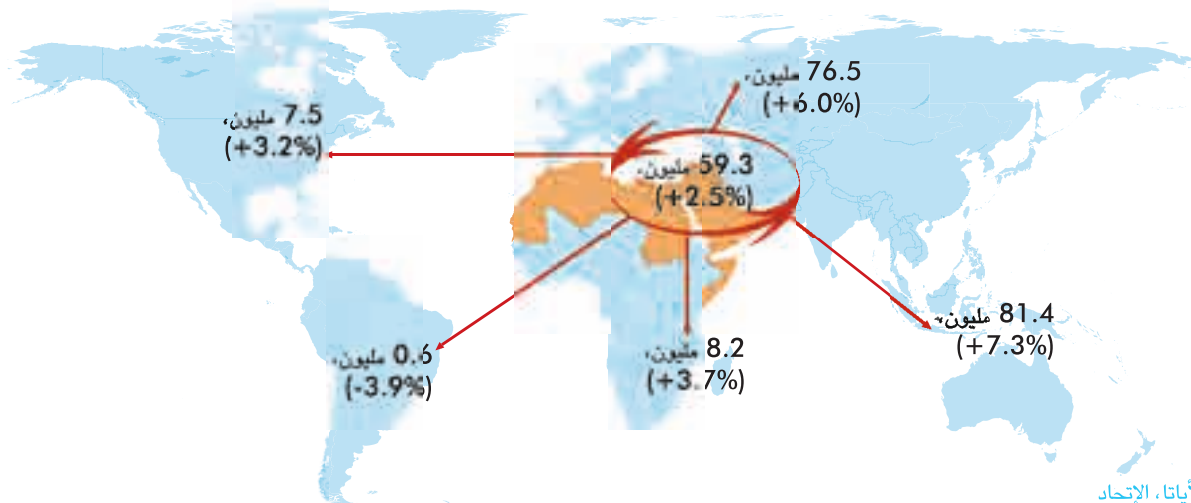 76.5 مليون،
(+6.0%)
7.5 مليون،
(+3.2%)
59.3 مليون،
(+2.5%)
81.4 مليون،
(+7.3%)
8.2 مليون،
(+3.7%)
0.6 مليون،
(-3.9%)
أياتا، الإتحاد